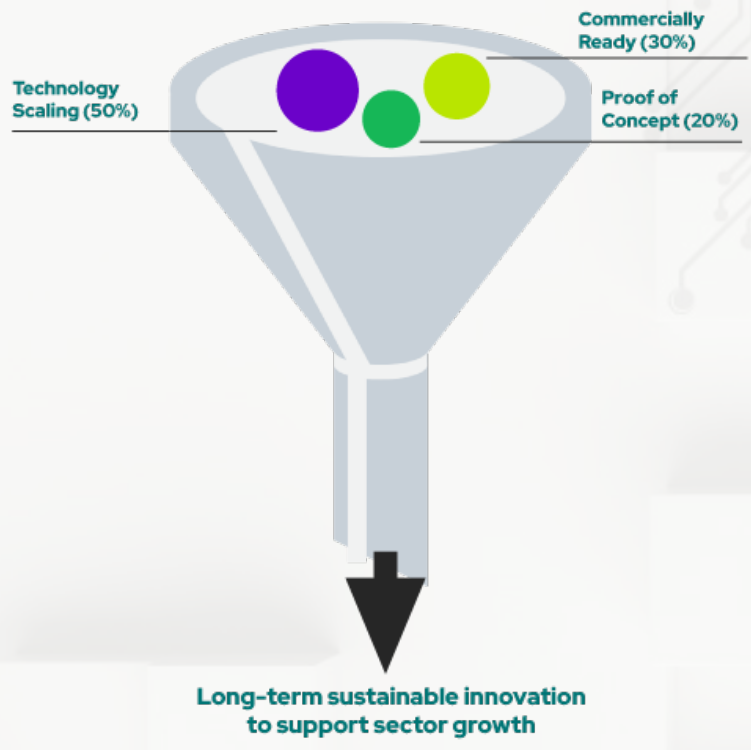 Commercially
Ready (30%)
Technology
Scaling (50%)
Proof of
Concept (20%)
Long-term sustainable innovation
to support sector growth